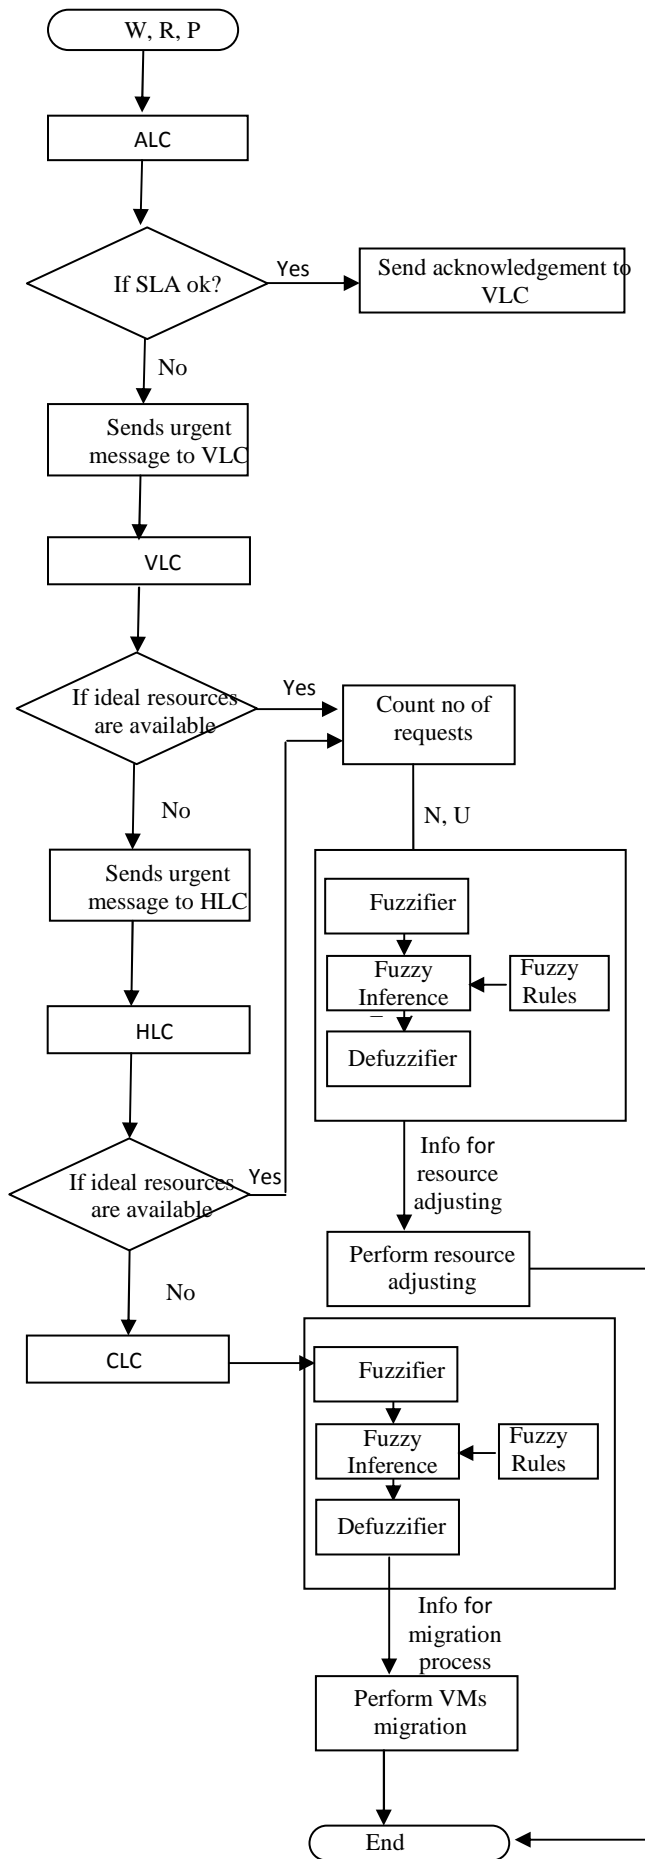 W, R, P
ALC
If SLA ok?
Yes
Send acknowledgement to
VLC
No
Sends urgent
message to VLC
VLC
If ideal resources
are available
Yes
Count no of
requests
No
N, U
Sends urgent
message to HLC
Fuzzifier
Fuzzy
Inference
Fuzzy
Rules
Defuzzifier
HLC
If ideal resources
are available
Yes
Info for
resource
adjusting
Perform resource
adjusting
No
CLC
Fuzzifier
Fuzzy
Inference
Fuzzy
Rules
Defuzzifier
Info for
migration
process
Perform VMs
migration
End